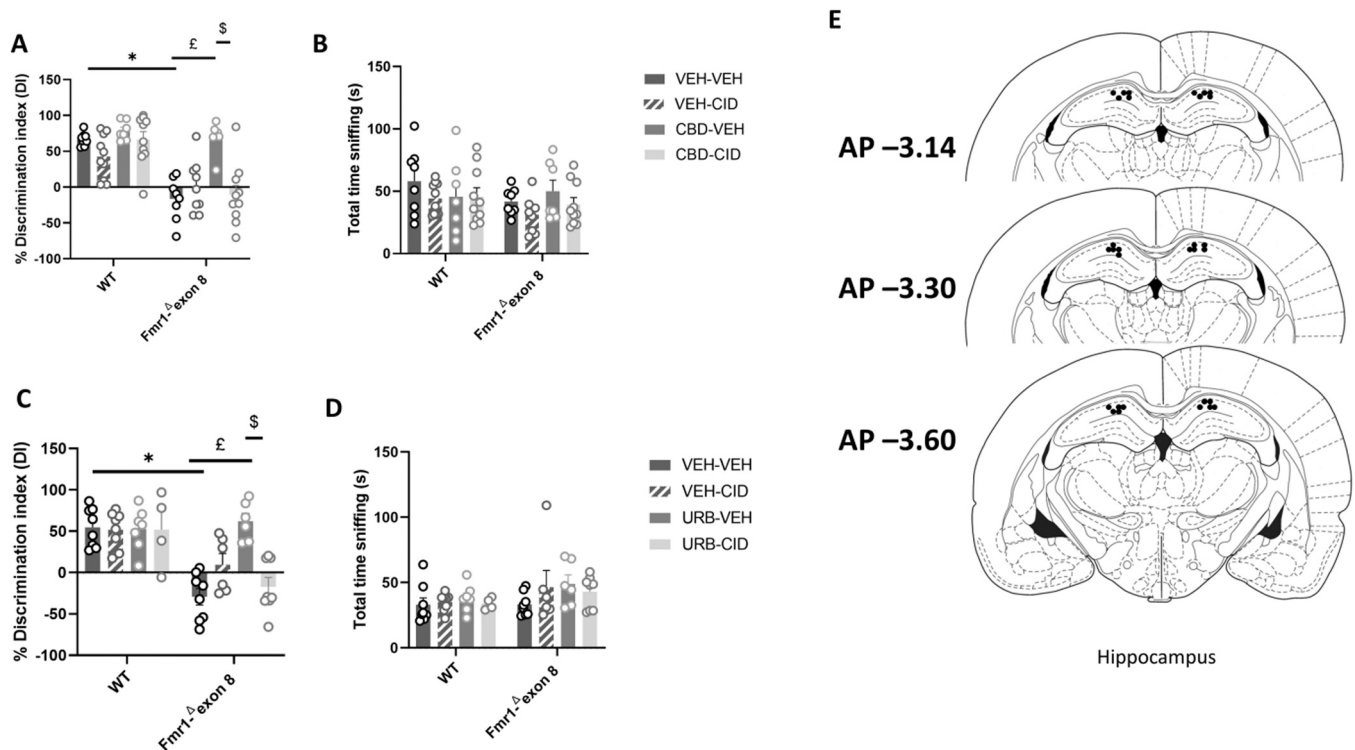 A
*
£
$
% Discrimination index (DI)
150
100
50
0
-50
-100
WT
Fmr1-Δexon 8
B
Total time sniffing (s)
150
100
50
0
WT
Fmr1-Δexon 8
VEH-VEH
VEH-CID
CBD-VEH
CBD-CID
C
*
£
$
% Discrimination index (DI)
150
100
50
0
-50
-100
WT
Fmr1-Δexon 8
D
Total time sniffing (s)
150
100
50
0
WT
Fmr1-Δexon 8
VEH-VEH
VEH-CID
URB-VEH
URB-CID
E
AP –3.14
AP –3.30
AP –3.60
Hippocampus